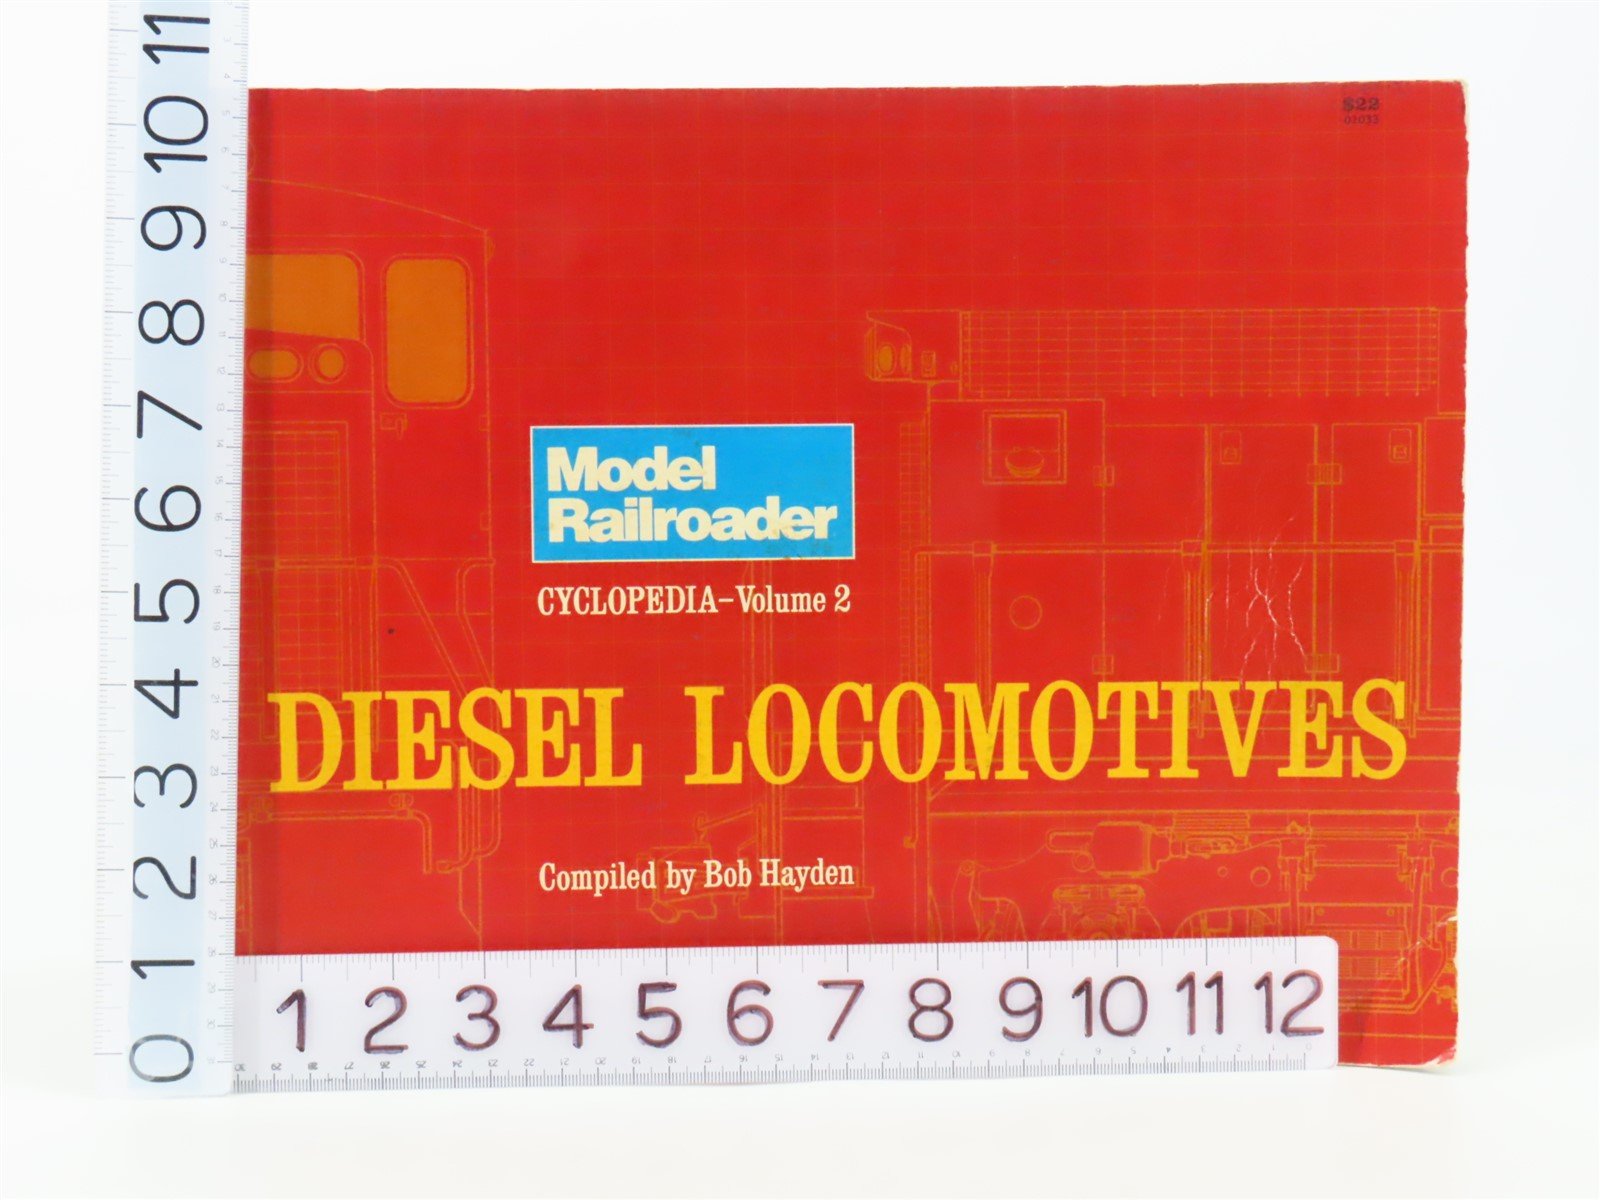 $22
02033
Model
Railroader
CYCLOPEDIA–Volume 2
DIESEL LOCOMOTIVES
Compiled by Bob Hayden
11
10
9
8
7
6
5
4
3
2
1
0
1 2 3 4 5 6 7 8 9 10 11 12